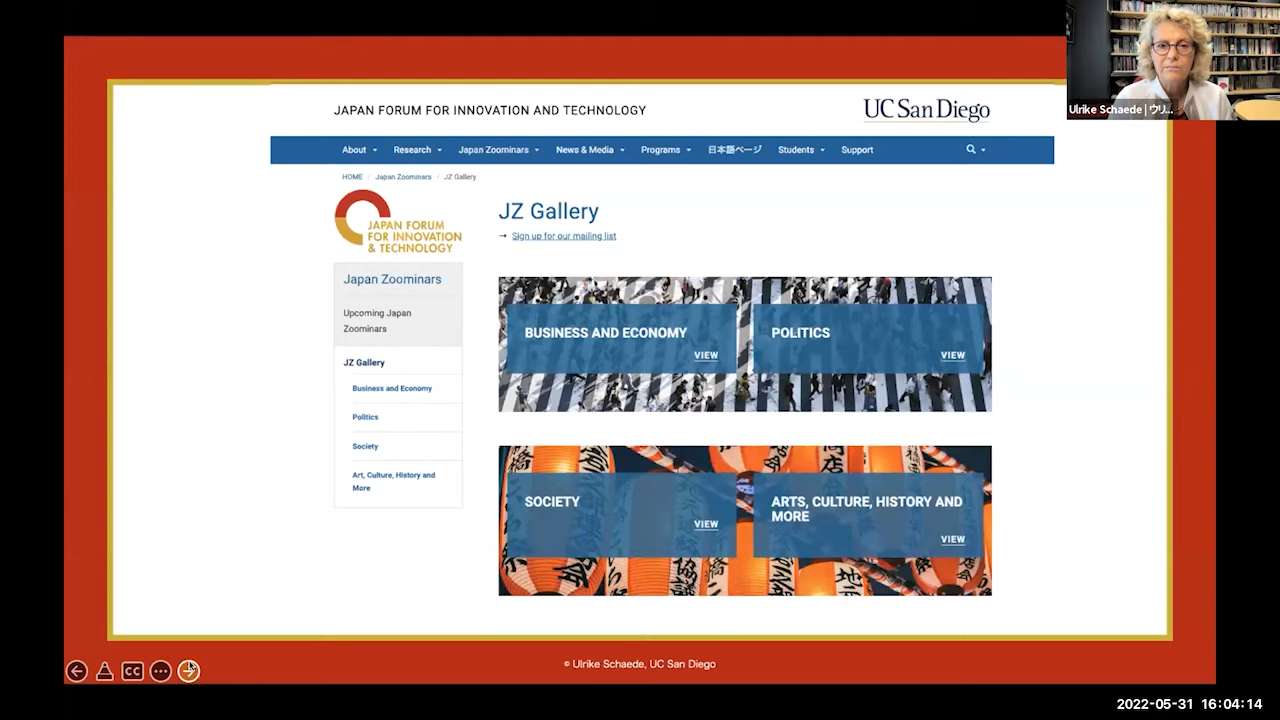 JAPAN FORUM FOR INNOVATION AND TECHNOLOGY
UC San Diego
Ulrike Schaede | ウリ...
About
Research
Japan Zoominars
News & Media
Programs
日本語ページ
Students
Support
HOME / Japan Zoominars / JZ Gallery
JAPAN FORUM
FOR INNOVATION
& TECHNOLOGY
JZ Gallery
→ Sign up for our mailing list
Japan Zoominars
Upcoming Japan
Zoominars
JZ Gallery
Business and Economy
Politics
Society
Art, Culture, History and
More
BUSINESS AND ECONOMY
VIEW
POLITICS
VIEW
SOCIETY
VIEW
ARTS, CULTURE, HISTORY AND
MORE
VIEW
CC
© Ulrike Schaede, UC San Diego
2022-05-31 16:04:14